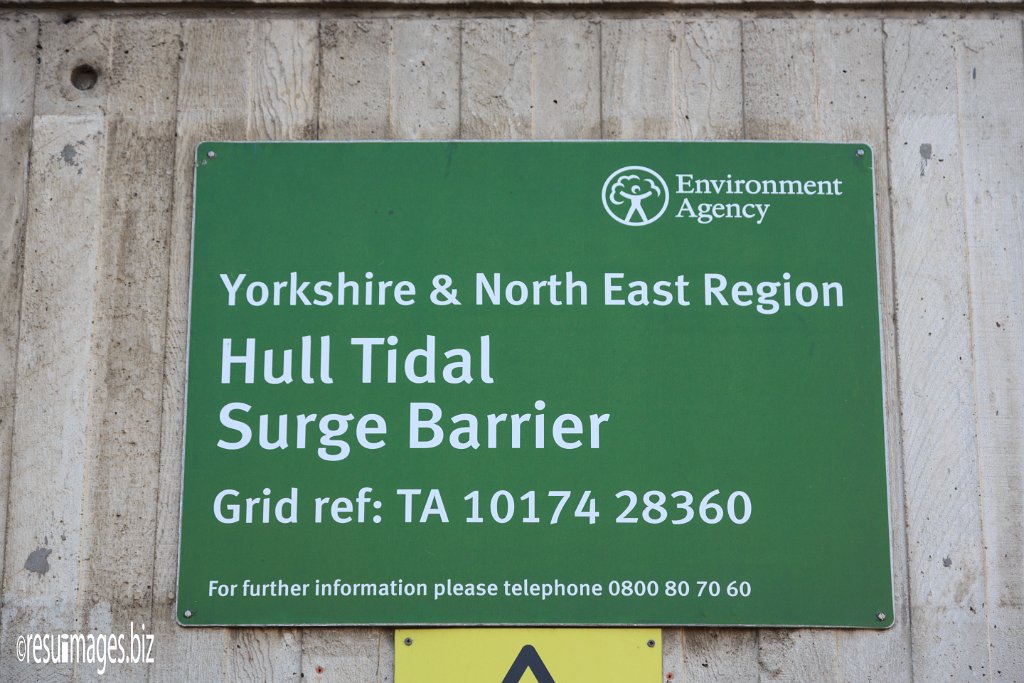 Environment
Agency
Yorkshire & North East Region
Hull Tidal
Surge Barrier
Grid ref: TA 10174 28360
For further information please telephone 0800 80 70 60
©resumimages.biz